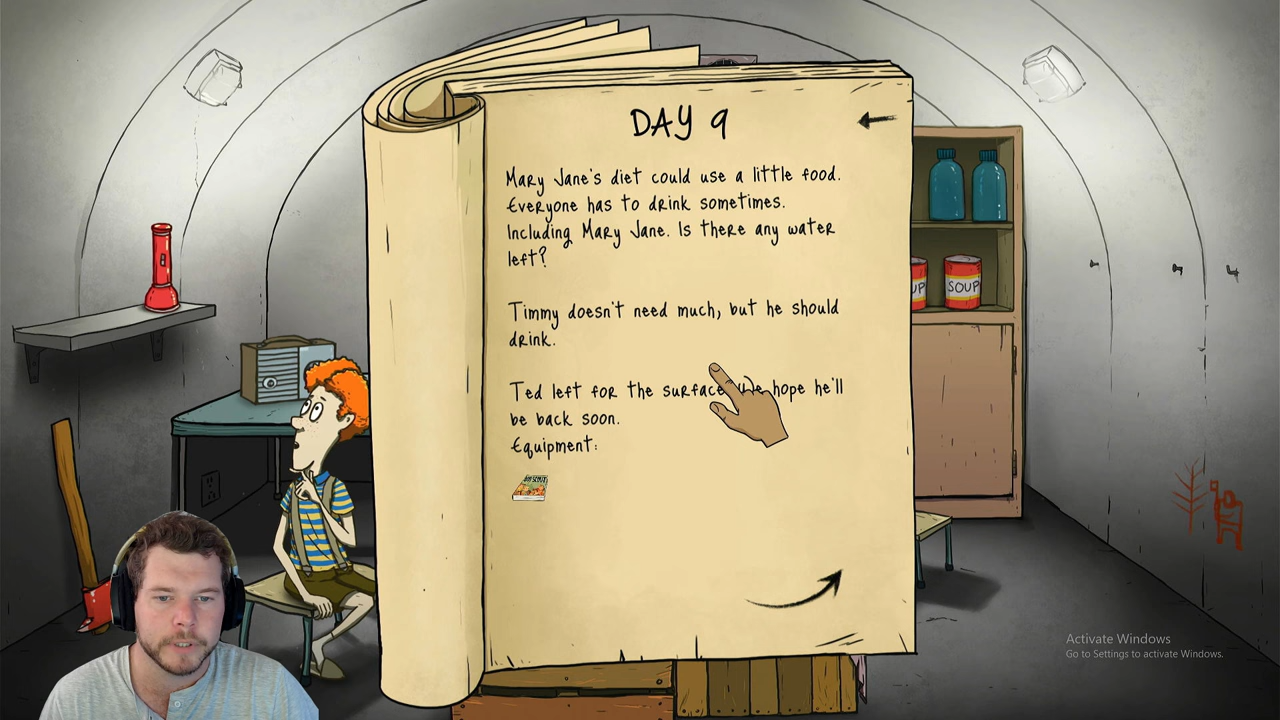 DAY 9
Mary Jane's diet could use a little food.
Everyone has to drink sometimes.
Including Mary Jane. Is there any water
left?
Timmy doesn't need much, but he should
drink.
Ted left for the surface. We hope he'll
be back soon.
Equipment:
UP
SOUP
Activate Windows
Go to Settings to activate Windows.